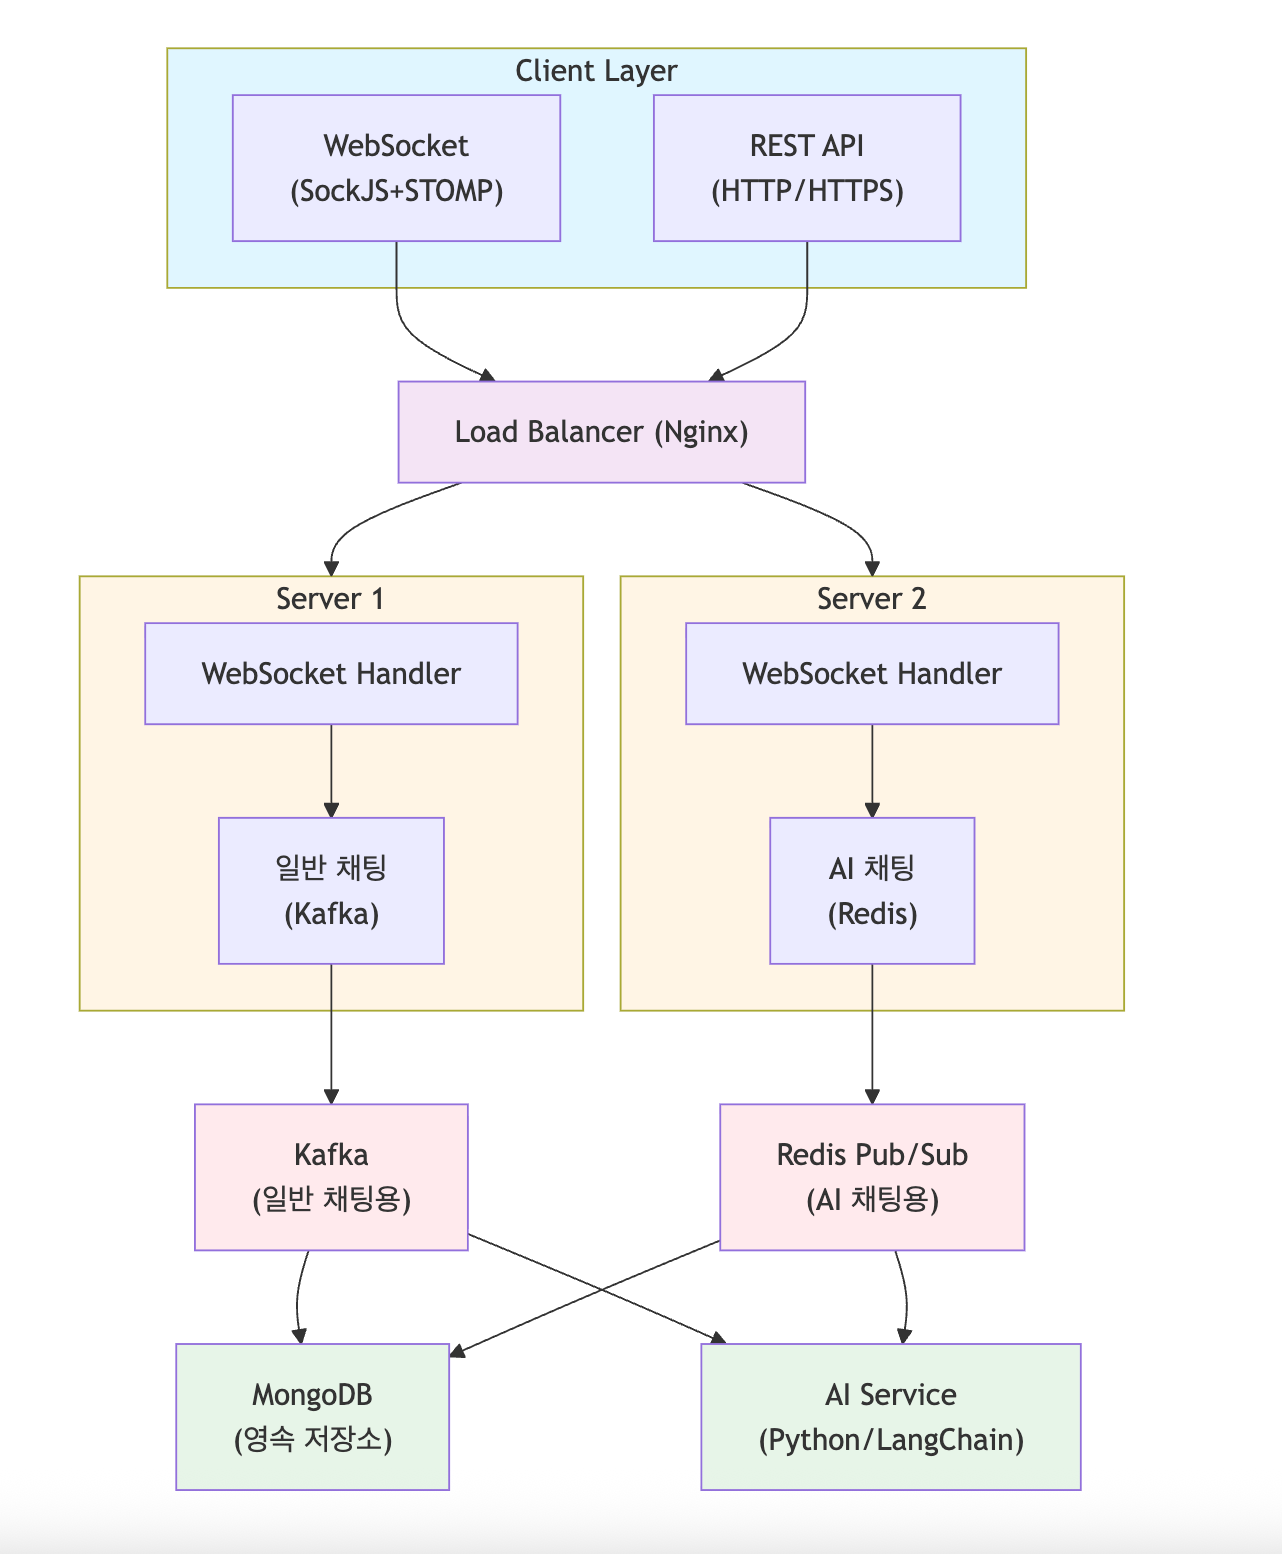 Client Layer
WebSocket
(SockJS+STOMP)
REST API
(HTTP/HTTPS)
Load Balancer (Nginx)
Server 1
WebSocket Handler
일반 채팅
(Kafka)
Server 2
WebSocket Handler
AI 채팅
(Redis)
Kafka
(일반 채팅용)
Redis Pub/Sub
(AI 채팅용)
MongoDB
(영속 저장소)
AI Service
(Python/LangChain)